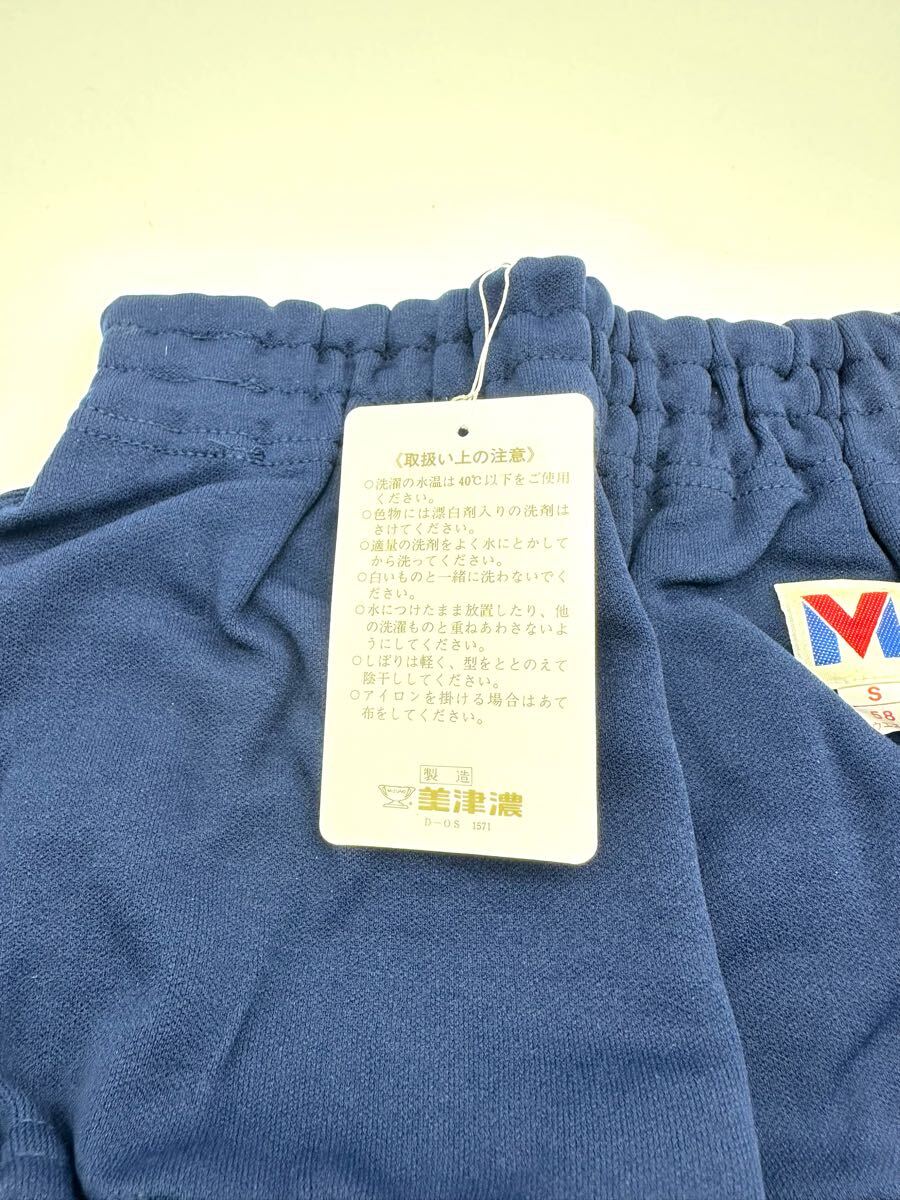 《取扱い上の注意》
○洗濯の水温は40℃以下をご使用
ください。
○色物には漂白剤入りの洗剤は
さけてください。
○適量の洗剤をよく水にとかして
から洗ってください。
○白いものと一緒に洗わないでく
ださい。
○水につけたまま放置したり、他
の洗濯ものと重ねあわさないよ
うにしてください。
○しぼりは軽く、型をととのえて
陰干ししてください。
○アイロンを掛ける場合はあて
布をしてください。
製造
MIZUNO
美津濃
D-OS 1571
M
S
58